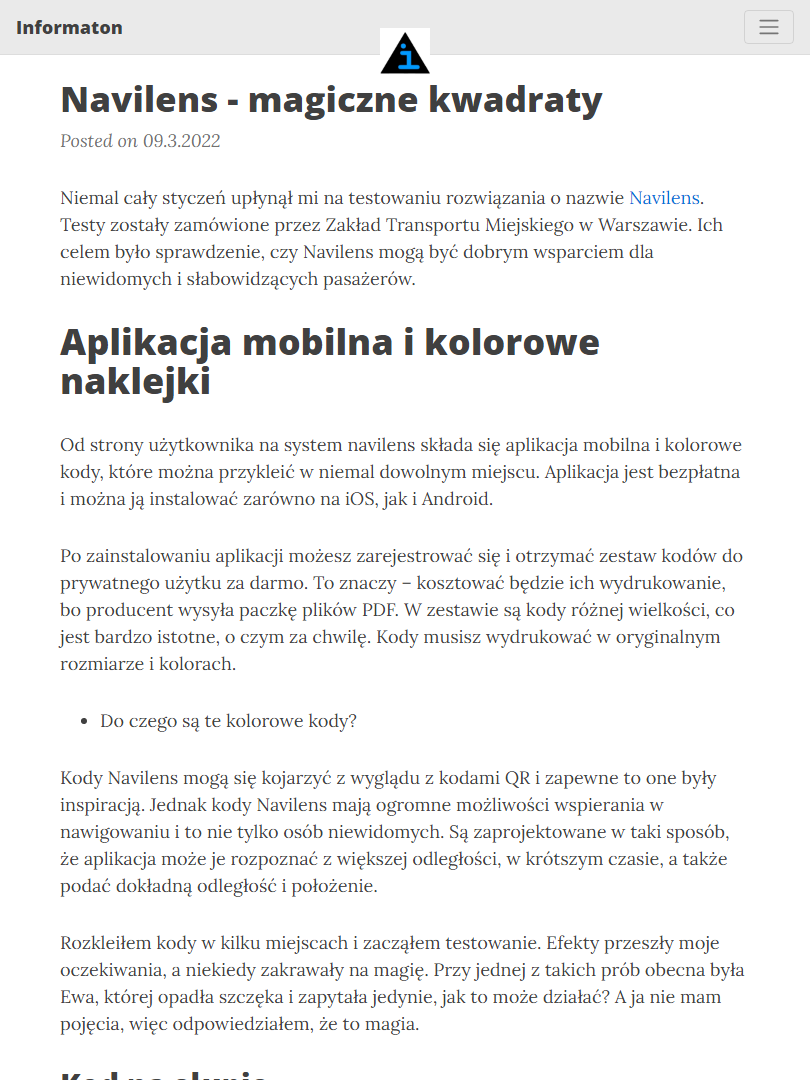 Informaton
i
Navilens - magiczne kwadraty
Posted on 09.3.2022
Niemal cały styczeń upłynął mi na testowaniu rozwiązania o nazwie Navilens.
Testy zostały zamówione przez Zakład Transportu Miejskiego w Warszawie. Ich
celem było sprawdzenie, czy Navilens mogą być dobrym wsparciem dla
niewidomych i słabowidzących pasażerów.
Aplikacja mobilna i kolorowe
naklejki
Od strony użytkownika na system navilens składa się aplikacja mobilna i kolorowe
kody, które można przykleić w niemal dowolnym miejscu. Aplikacja jest bezpłatna
i można ją instalować zarówno na iOS, jak i Android.
Po zainstalowaniu aplikacji możesz zarejestrować się i otrzymać zestaw kodów do
prywatnego użytku za darmo. To znaczy – kosztować będzie ich wydrukowanie,
bo producent wysyła paczkę plików PDF. W zestawie są kody różnej wielkości, co
jest bardzo istotne, o czym za chwilę. Kody musisz wydrukować w oryginalnym
rozmiarze i kolorach.
• Do czego są te kolorowe kody?
Kody Navilens mogą się kojarzyć z wyglądu z kodami QR i zapewne to one były
inspiracją. Jednak kody Navilens mają ogromne możliwości wspierania w
nawigowaniu i to nie tylko osób niewidomych. Są zaprojektowane w taki sposób,
że aplikacja może je rozpoznać z większej odległości, w krótszym czasie, a także
podać dokładną odległość i położenie.
Rozkleiłem kody w kilku miejscach i zacząłem testowanie. Efekty przeszły moje
oczekiwania, a niekiedy zakrawały na magię. Przy jednej z takich prób obecna była
Ewa, której opadła szczęka i zapytała jedynie, jak to może działać? A ja nie mam
pojęcia, więc odpowiedziałem, że to magia.